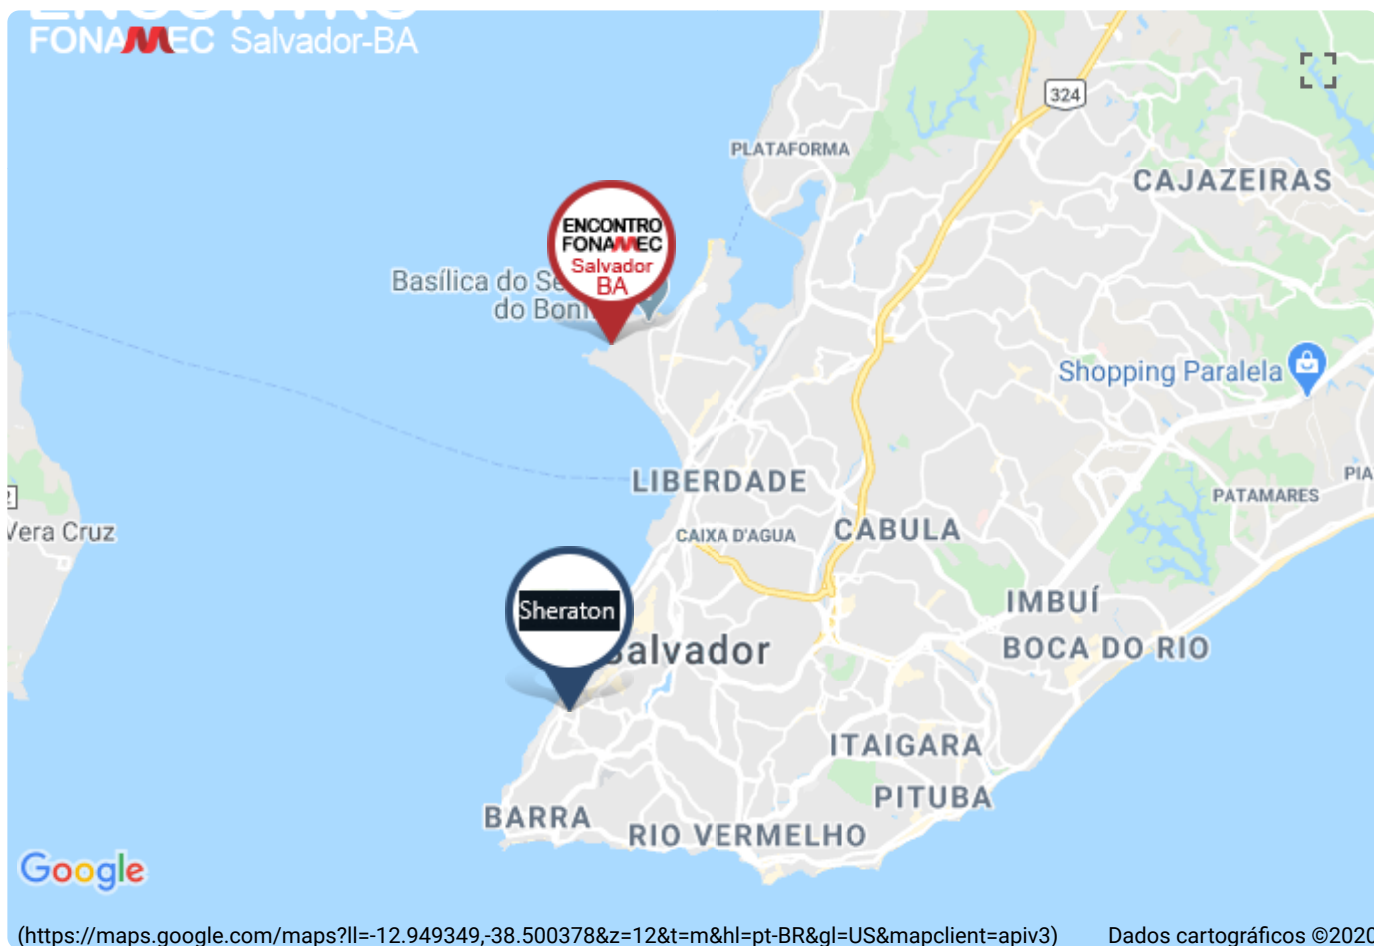 ENCONTRO
FONAMEC Salvador-BA
324
PLATAFORMA
CAJAZEIRAS
ENCONTRO
FONAMEC
Salvador
BA
Basílica do Se
do Bon
Shopping Paralela
LIBERDADE
PATAMARES
PIA
Vera Cruz
CAIXA D'AGUA
CABULA
Sheraton
IMBUÍ
Salvador
BOCA DO RIO
ITAIGARA
PITUBA
BARRA
RIO VERMELHO
Google
(https://maps.google.com/maps?ll=-12.949349,-38.500378&z=12&t=m&hl=pt-BR&gl=US&mapclient=apiv3) Dados cartográficos ©2020